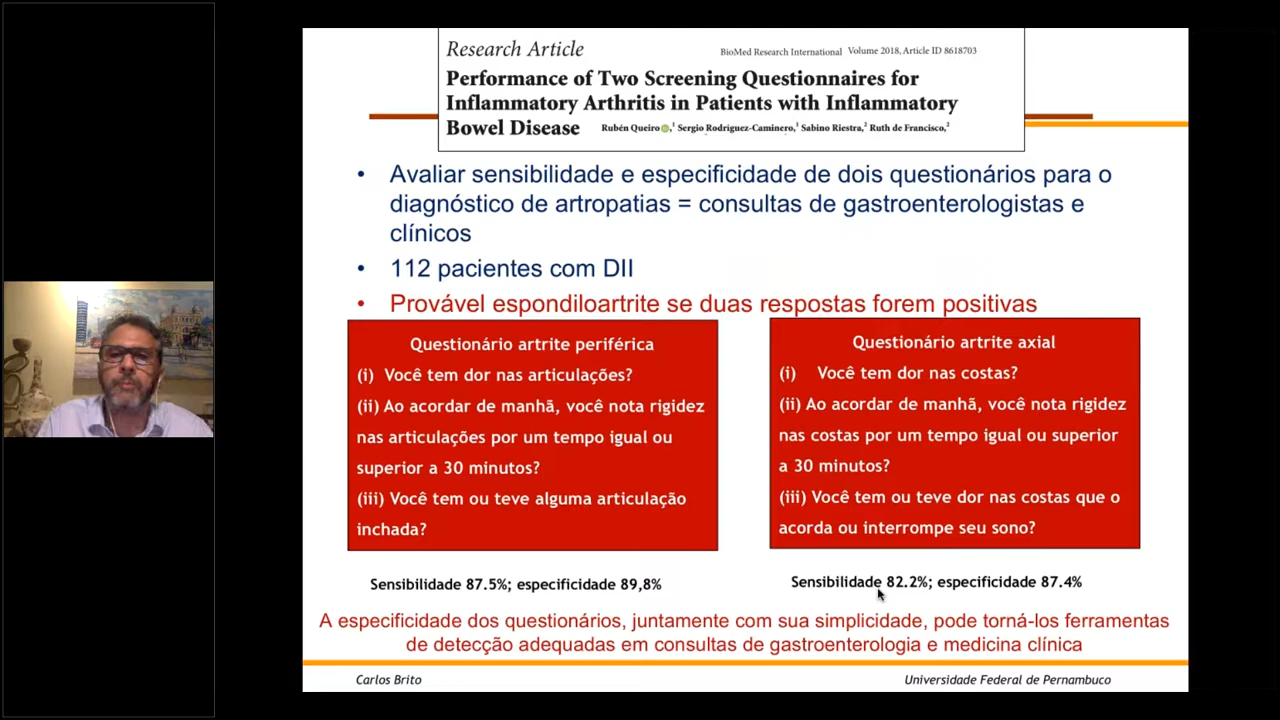 Research Article
BioMed Research International Volume 2018, Article ID 8618703
Performance of Two Screening Questionnaires for
Inflammatory Arthritis in Patients with Inflammatory
Bowel Disease
Rubén Queiro ,¹ Sergio Rodríguez-Caminero,¹ Sabino Riestra,² Ruth de Francisco,²
• Avaliar sensibilidade e especificidade de dois questionários para o
diagnóstico de artropatias = consultas de gastroenterologistas e
clínicos
• 112 pacientes com DII
• Provável espondiloartrite se duas respostas forem positivas
Questionário artrite periférica
(i) Você tem dor nas articulações?
(ii) Ao acordar de manhã, você nota rigidez
nas articulações por um tempo igual ou
superior a 30 minutos?
(iii) Você tem ou teve alguma articulação
inchada?
Sensibilidade 87.5%; especificidade 89,8%
Questionário artrite axial
(i) Você tem dor nas costas?
(ii) Ao acordar de manhã, você nota rigidez
nas costas por um tempo igual ou superior
a 30 minutos?
(iii) Você tem ou teve dor nas costas que o
acorda ou interrompe seu sono?
Sensibilidade 82.2%; especificidade 87.4%
A especificidade dos questionários, juntamente com sua simplicidade, pode torná-los ferramentas
de detecção adequadas em consultas de gastroenterologia e medicina clínica
Carlos Brito
Universidade Federal de Pernambuco